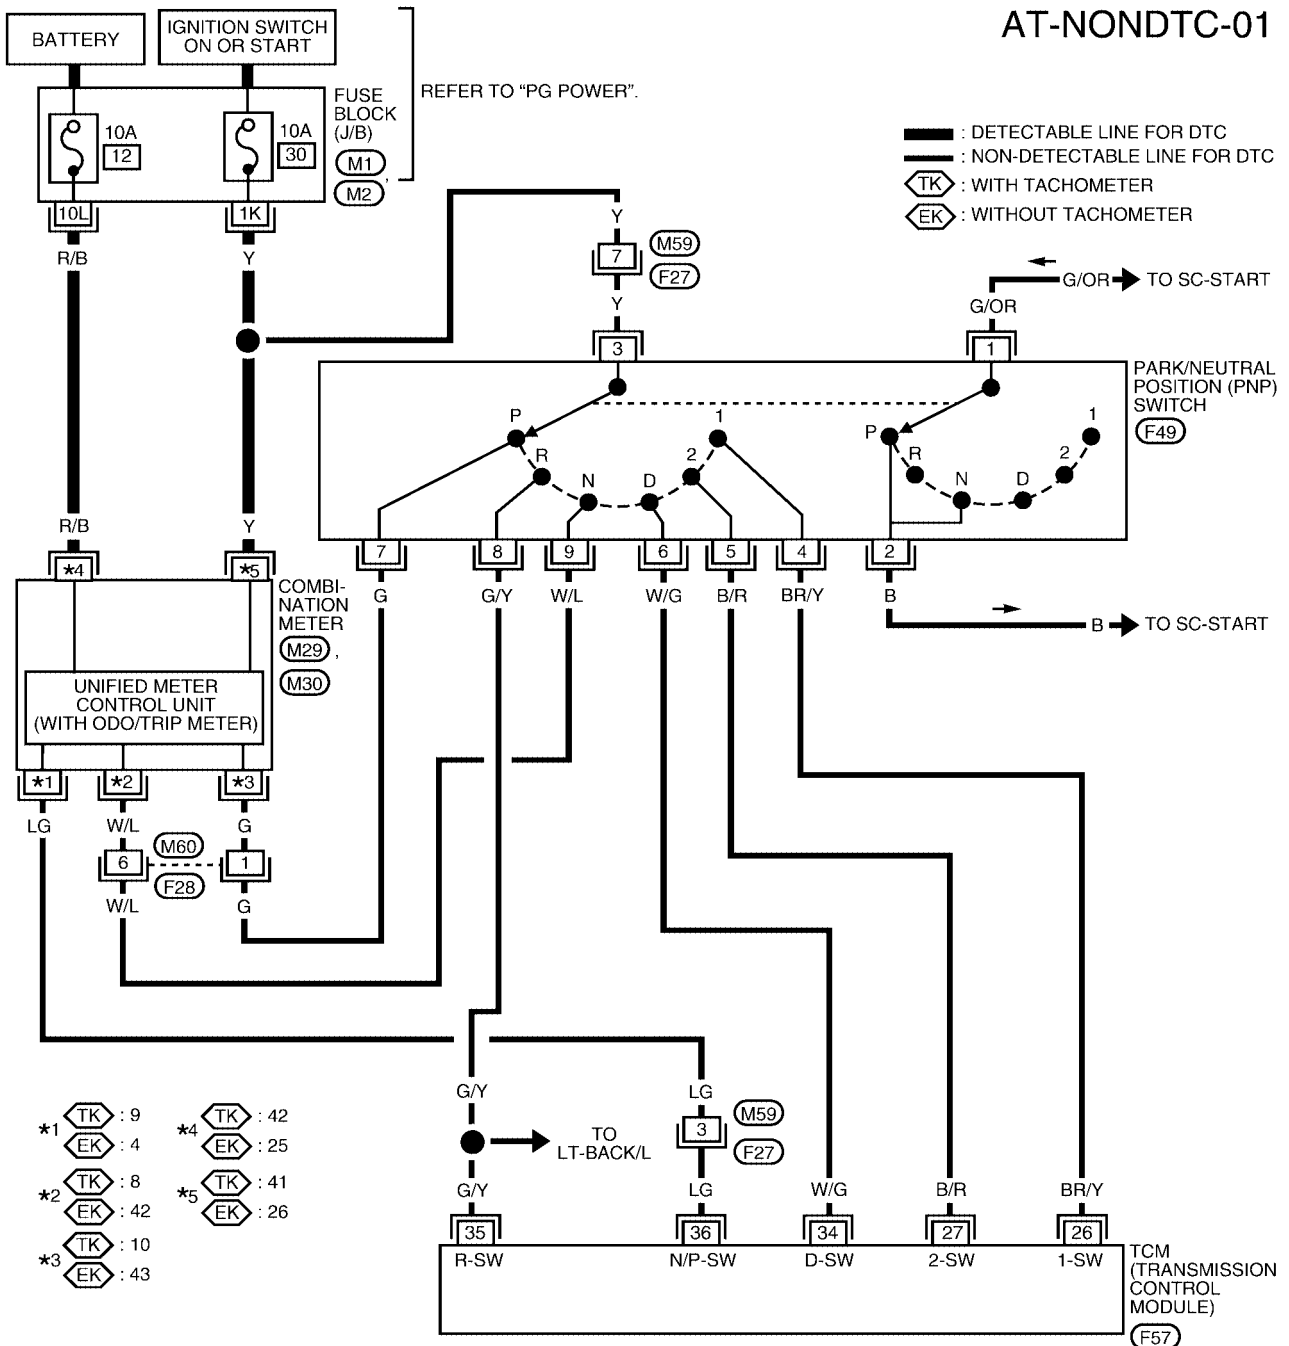 AT-NONDTC-01
BATTERY
IGNITION SWITCH
ON OR START
REFER TO “PG POWER”.
FUSE
BLOCK
(J/B)
M1 ,
M2
10A
12
10A
30
10L
1K
R/B
Y
: DETECTABLE LINE FOR DTC
: NON-DETECTABLE LINE FOR DTC
TK : WITH TACHOMETER
EK : WITHOUT TACHOMETER
Y
7
M59
F27
Y
3
G/OR
TO SC-START
G/OR
1
PARK/NEUTRAL
POSITION (PNP)
SWITCH
F49
P
R
N
D
2
1
P
R
N
D
2
1
R/B
Y
*4
*5
7
8
9
6
5
4
2
G
G/Y
W/L
W/G
B/R
BR/Y
B
B
TO SC-START
COMBI-
NATION
METER
M29 ,
M30
UNIFIED METER
CONTROL UNIT
(WITH ODO/TRIP METER)
*1
*2
*3
LG
W/L
G
6
M60
F28
1
W/L
G
G/Y
LG
TO
LT-BACK/L
3
M59
F27
G/Y
LG
W/G
B/R
BR/Y
35
36
34
27
26
R-SW
N/P-SW
D-SW
2-SW
1-SW
TCM
(TRANSMISSION
CONTROL
MODULE)
F57
*1
TK : 9
EK : 4
*2
TK : 8
EK : 42
*3
TK : 10
EK : 43
*4
TK : 42
EK : 25
*5
TK : 41
EK : 26